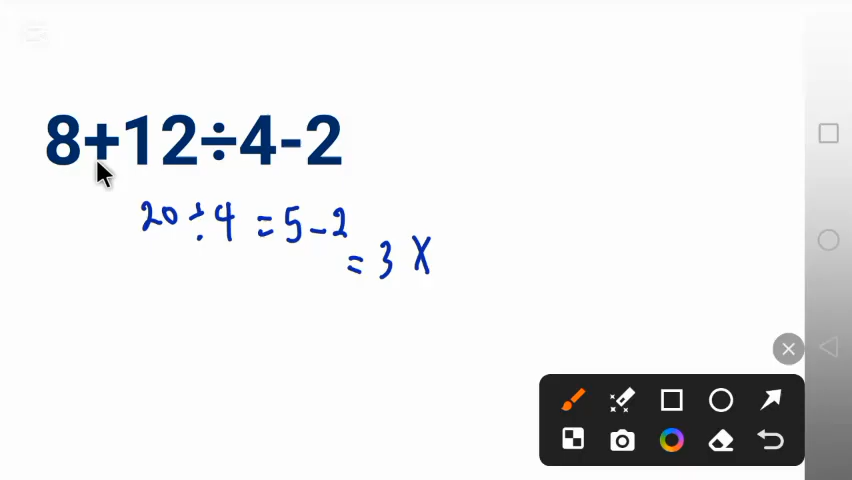 8+12÷4-2
20÷4 = 5-2
= 3 X